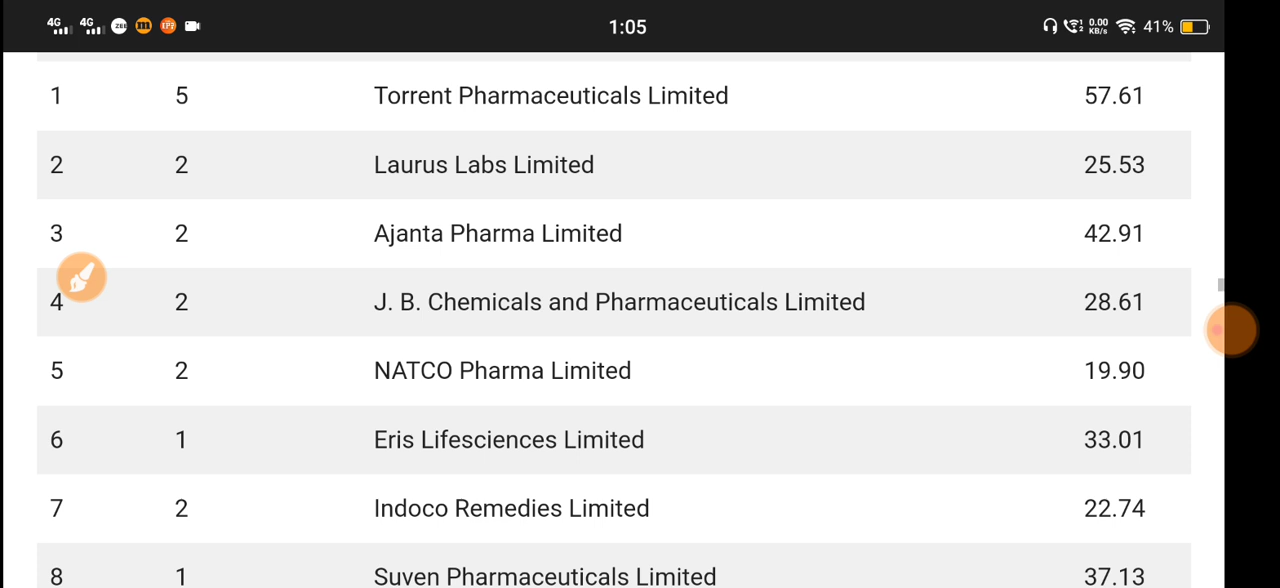 4G 4G ZEE 1:05 0.00 KB/s 41%
1 5 Torrent Pharmaceuticals Limited 57.61
2 2 Laurus Labs Limited 25.53
3 2 Ajanta Pharma Limited 42.91
4 2 J. B. Chemicals and Pharmaceuticals Limited 28.61
5 2 NATCO Pharma Limited 19.90
6 1 Eris Lifesciences Limited 33.01
7 2 Indoco Remedies Limited 22.74
8 1 Suven Pharmaceuticals Limited 37.13